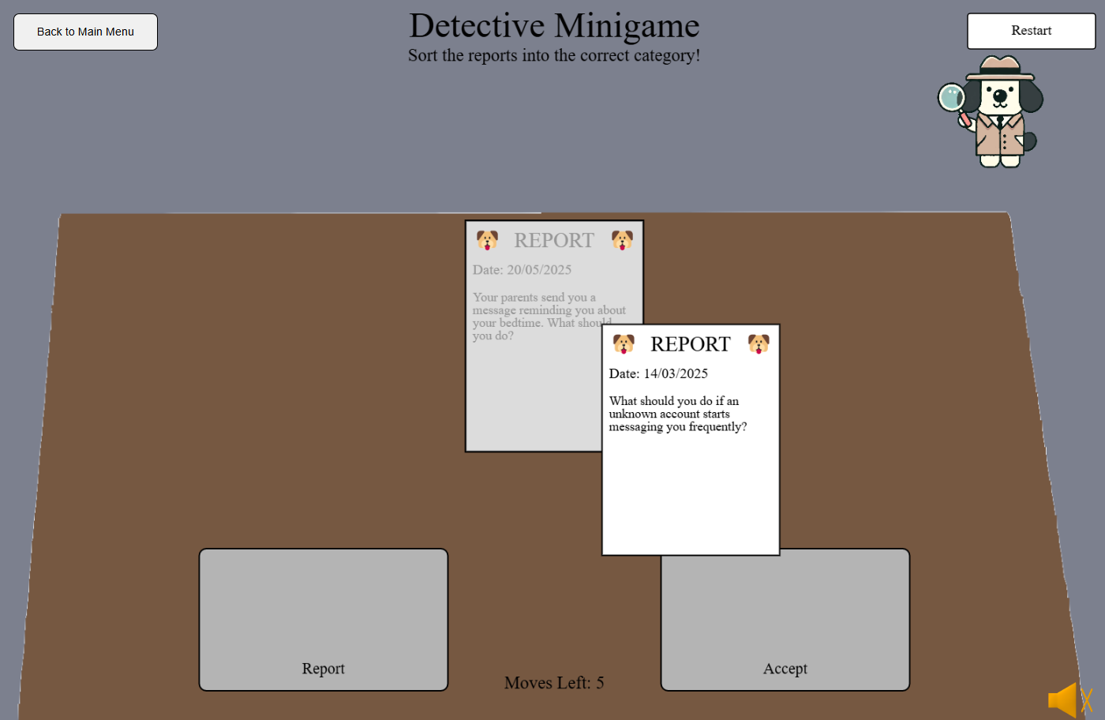 Back to Main Menu
Detective Minigame
Restart
Sort the reports into the correct category!
REPORT
Date: 20/05/2025
Your parents send you a
message reminding you about
your bedtime. What should
you do?
REPORT
Date: 14/03/2025
What should you do if an
unknown account starts
messaging you frequently?
Report
Moves Left: 5
Accept